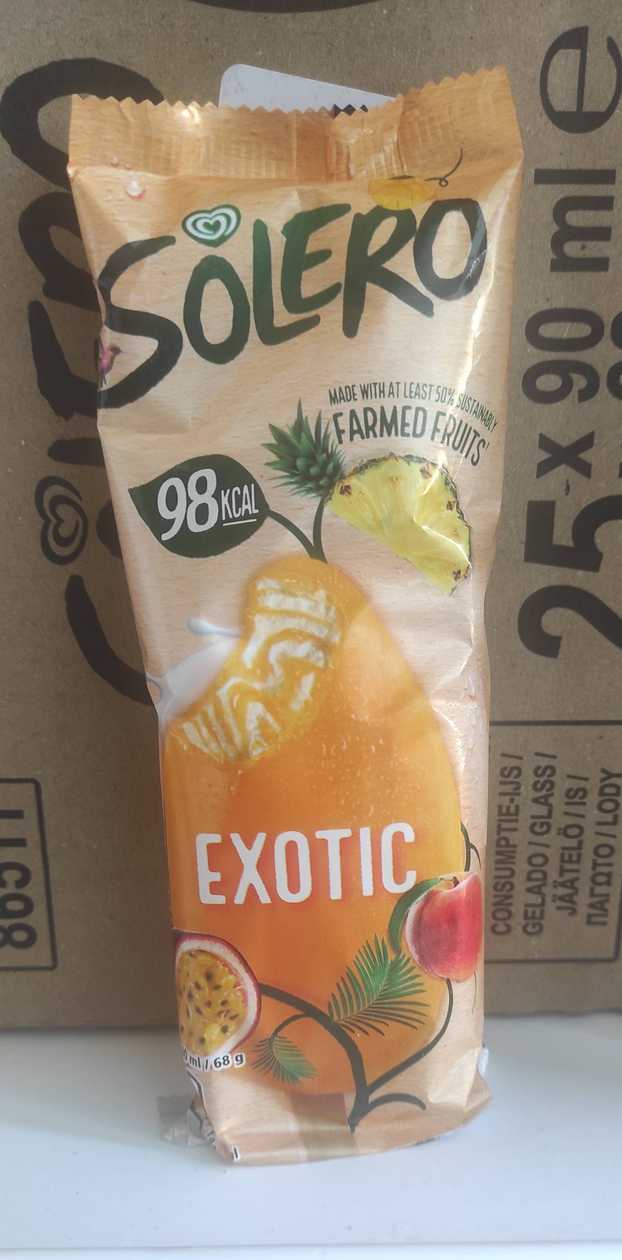 SOLERO
MADE WITH AT LEAST 50% SUSTAINABLY
FARMED FRUITS
98 KCAL
EXOTIC
ml / 68 g
25 x 90 ml e
CONSUMPTIE-IJS /
GELADO / GLASS /
JÄÄTELÖ / IS /
ΠΑΓΩΤΟ / LODY
86511